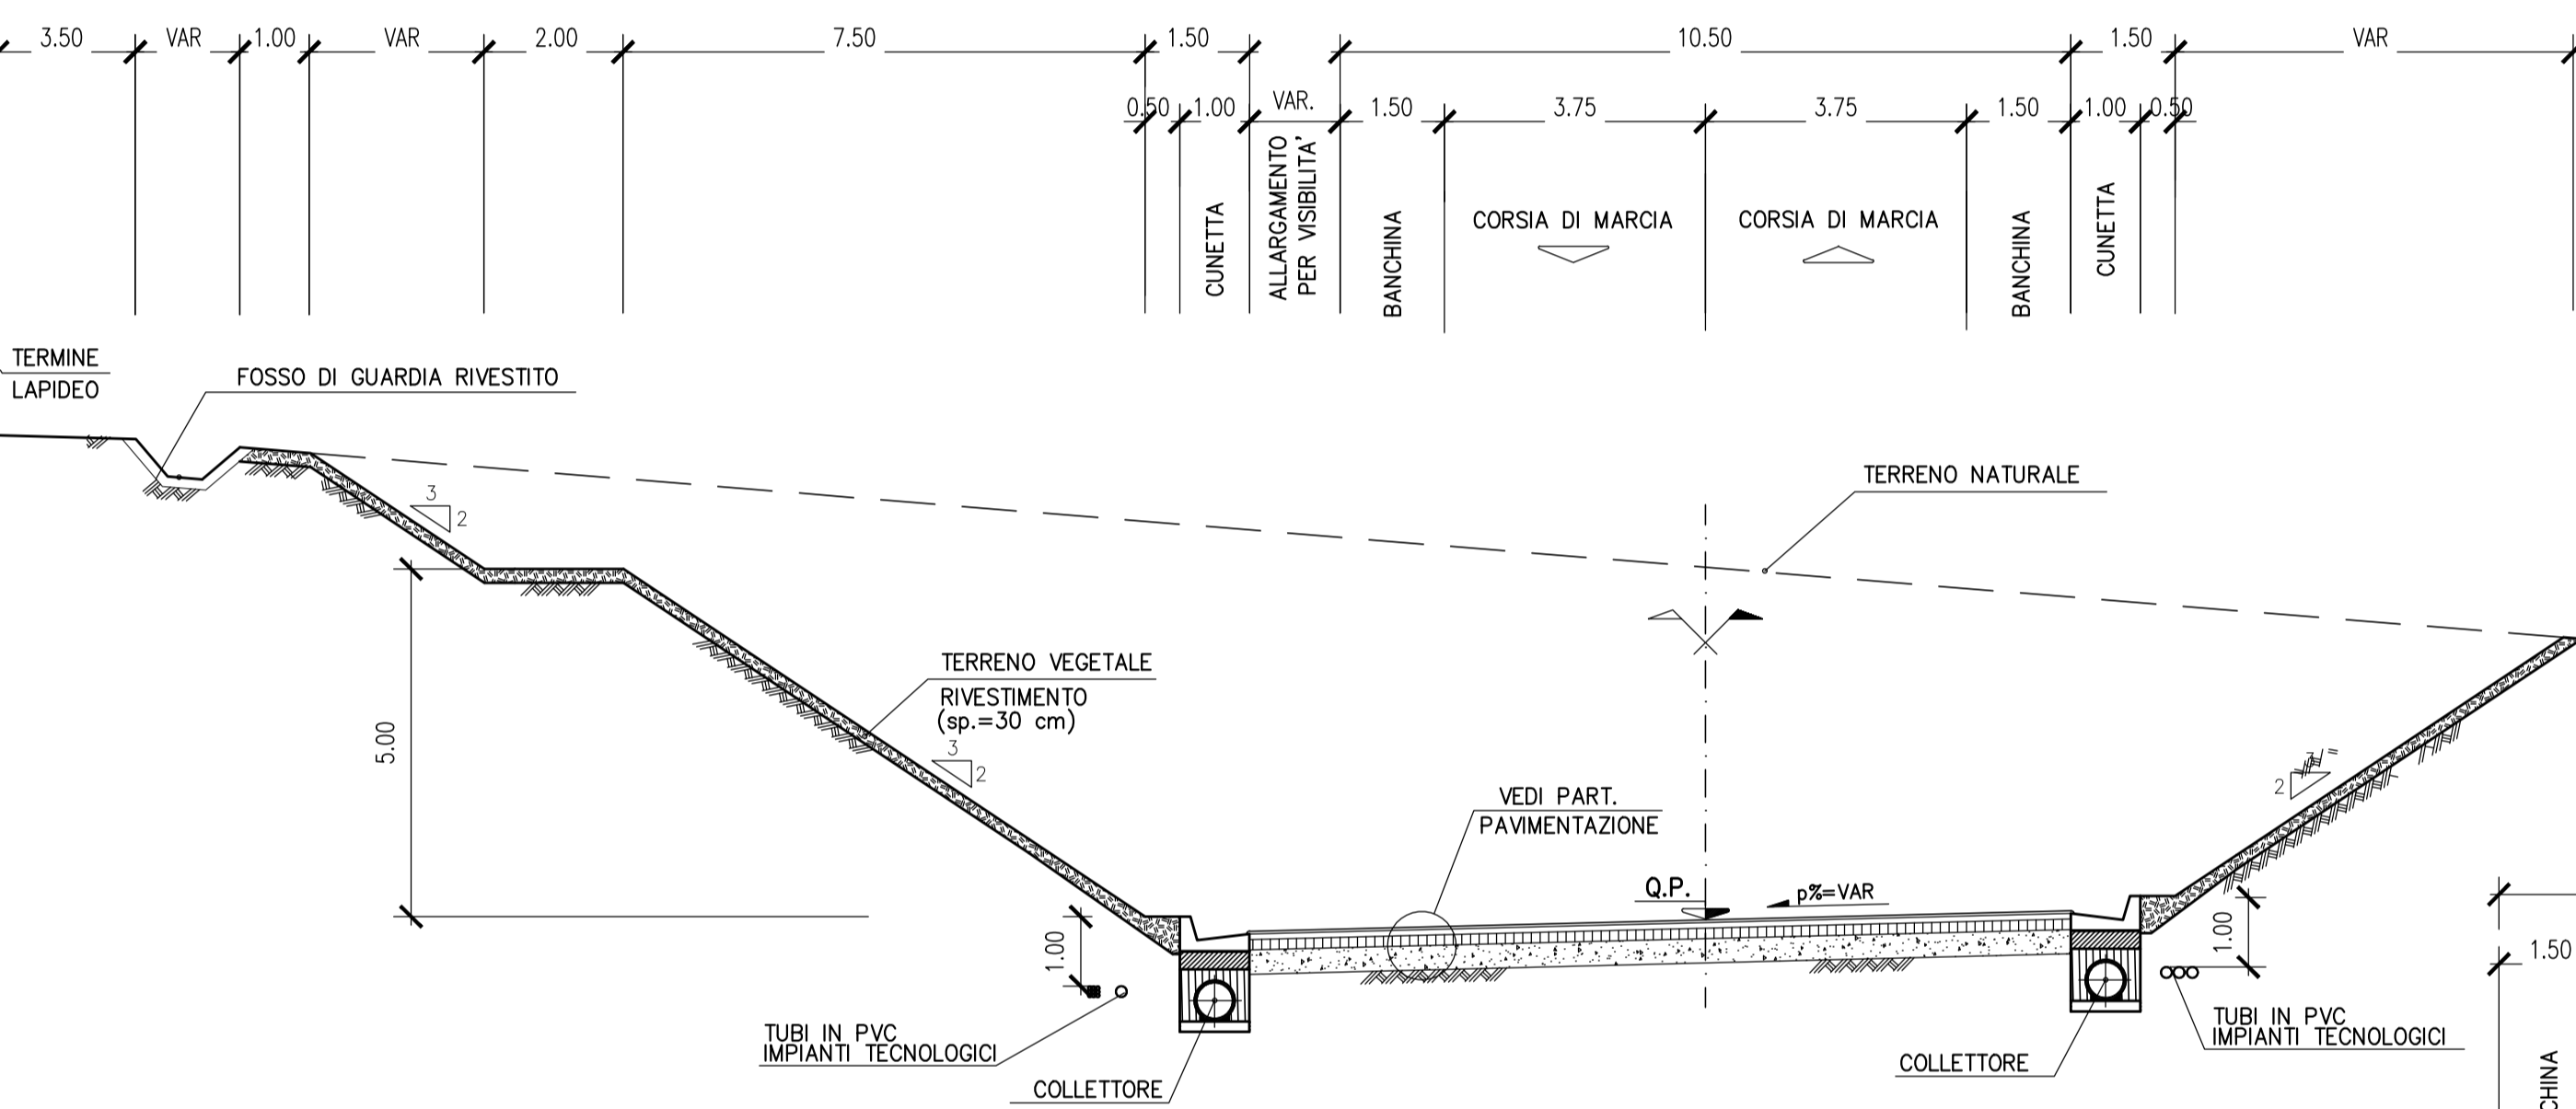 3.50 VAR 1.00 VAR 2.00 7.50 1.50 10.50 1.50 VAR
0.50 1.00 VAR. 1.50 3.75 3.75 1.50 1.00 0.50
CUNETTA
ALLARGAMENTO
PER VISIBILITA'
BANCHINA
CORSIA DI MARCIA
CORSIA DI MARCIA
BANCHINA
CUNETTA
TERMINE
LAPIDEO
FOSSO DI GUARDIA RIVESTITO
TERRENO NATURALE
3
2
TERRENO VEGETALE
RIVESTIMENTO
(sp.=30 cm)
5.00
3
2
2
VEDI PART.
PAVIMENTAZIONE
Q.P.
p%=VAR
1.00
1.00
1.50
TUBI IN PVC
IMPIANTI TECNOLOGICI
COLLETTORE
COLLETTORE
TUBI IN PVC
IMPIANTI TECNOLOGICI
CHINA